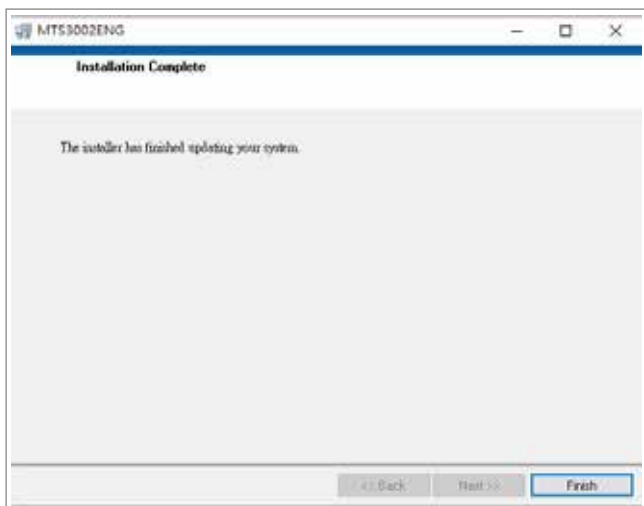 MTS3002ENG
Installation Complete
The installer has finished updating your system.
<< Back Next >> Finish